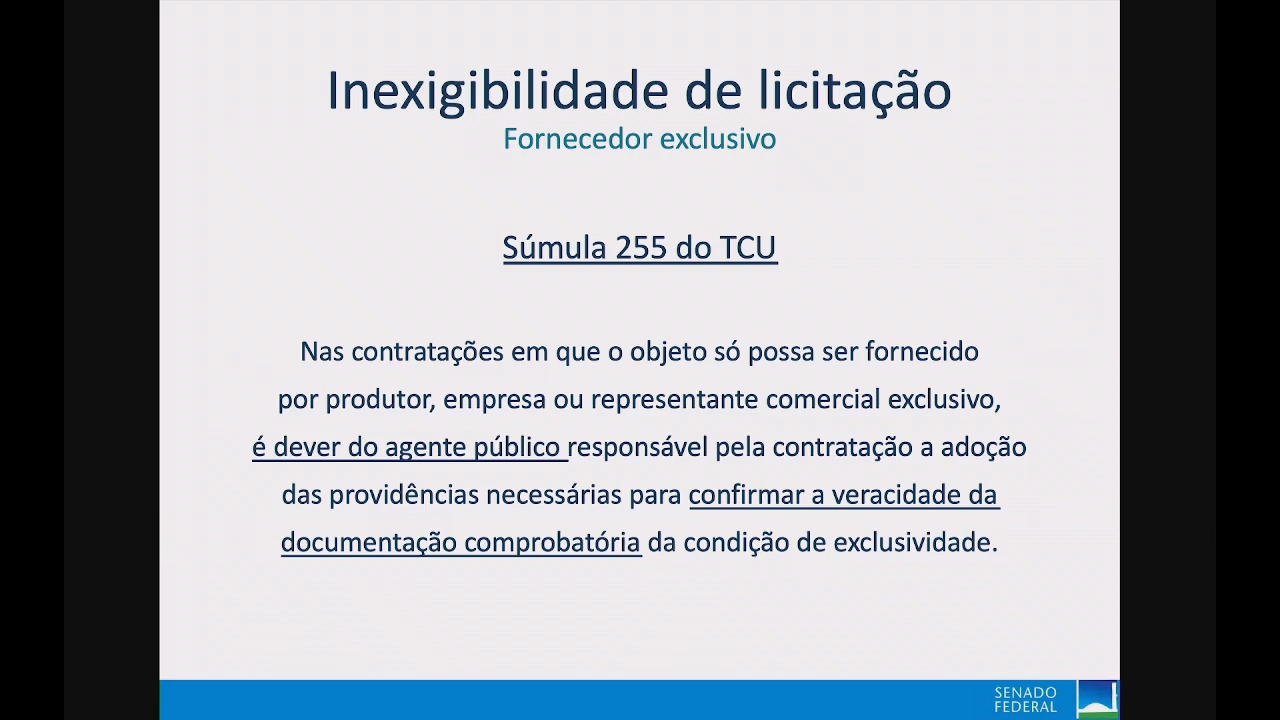 Inexigibilidade de licitação
Fornecedor exclusivo
Súmula 255 do TCU
Nas contratações em que o objeto só possa ser fornecido
por produtor, empresa ou representante comercial exclusivo,
é dever do agente público responsável pela contratação a adoção
das providências necessárias para confirmar a veracidade da
documentação comprobatória da condição de exclusividade.
SENADO
FEDERAL